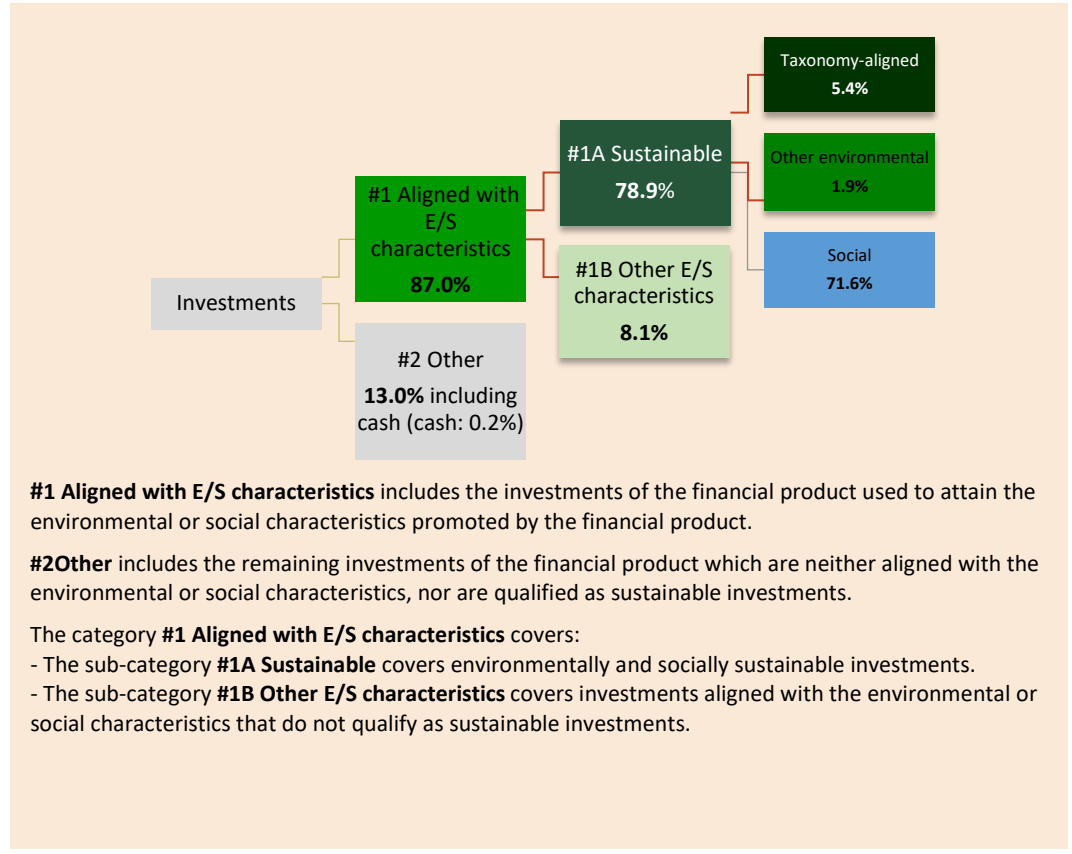 Taxonomy-aligned
5.4%
#1A Sustainable
78.9%
Other environmental
1.9%
#1 Aligned with
E/S
characteristics
87.0%
Social
71.6%
#1B Other E/S
characteristics
8.1%
Investments
#2 Other
13.0% including
cash (cash: 0.2%)
#1 Aligned with E/S characteristics includes the investments of the financial product used to attain the
environmental or social characteristics promoted by the financial product.
#2Other includes the remaining investments of the financial product which are neither aligned with the
environmental or social characteristics, nor are qualified as sustainable investments.
The category #1 Aligned with E/S characteristics covers:
- The sub-category #1A Sustainable covers environmentally and socially sustainable investments.
- The sub-category #1B Other E/S characteristics covers investments aligned with the environmental or
social characteristics that do not qualify as sustainable investments.